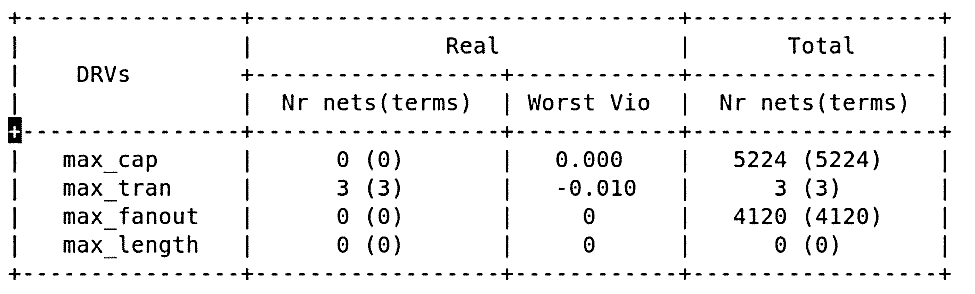 +----------------+-------------------------------+------------------+
|                |             Real              |      Total       |
|    DRVs        +------------------+------------+------------------|
|                |  Nr nets(terms)  | Worst Vio  |  Nr nets(terms)  |
+----------------+------------------+------------+------------------+
|   max_cap      |      0 (0)       |   0.000    |   5224 (5224)    |
|   max_tran     |      3 (3)       |   -0.010   |      3 (3)       |
|   max_fanout   |      0 (0)       |     0      |   4120 (4120)    |
|   max_length   |      0 (0)       |     0      |      0 (0)       |
+----------------+------------------+------------+------------------+